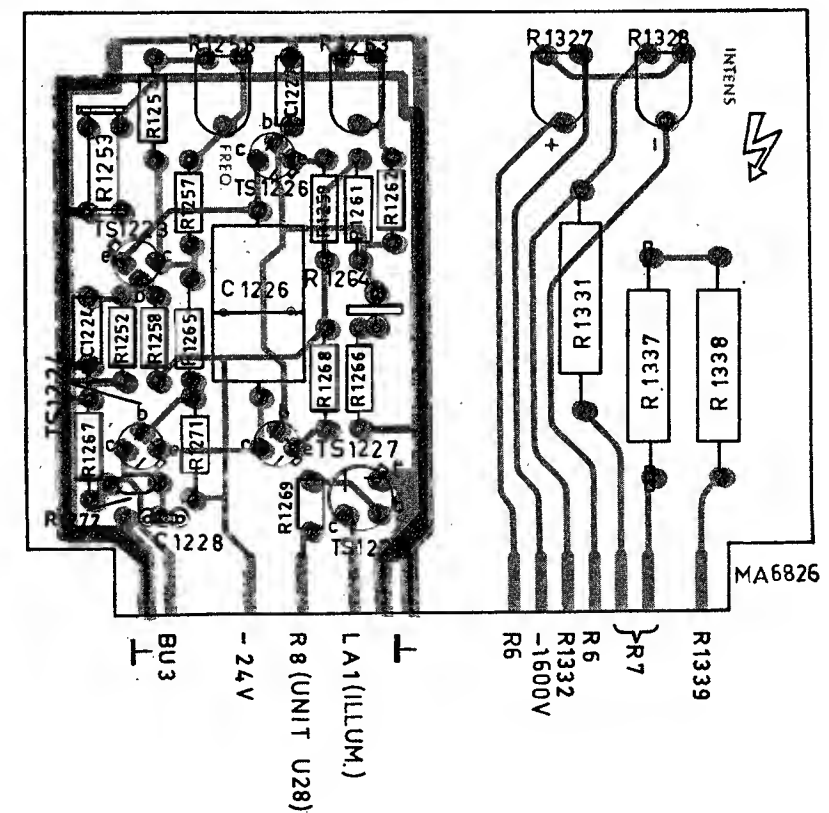 R1327
R1328
INTENS
R1253
R1257
FREQ.
b
c
TS1226
R1259
R1261
R1262
+
-
TS1223
e
c
b
C1226
R1264
R1331
R1337
R1338
R1252
R1258
R1265
R1268
R1266
R1267
b
R1271
eTS1227
R1269
c
C1228
MA6826
BU3
-24V
R8(UNIT U28)
LA1(ILLUM.)
R6
-1600V
R1332
R6
R7
R1339